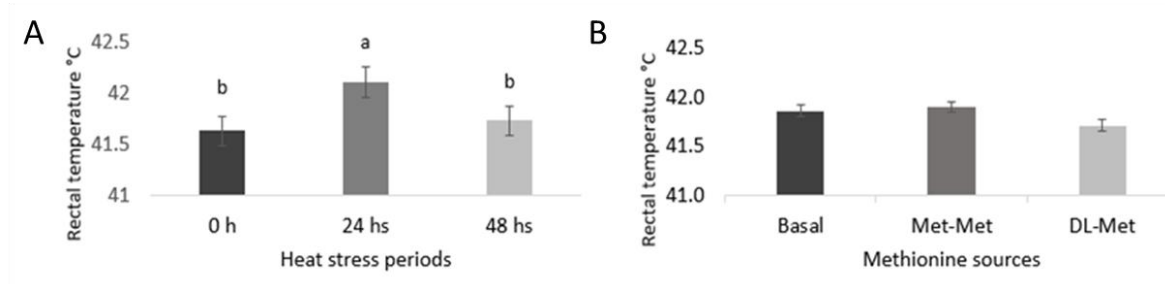 A
Rectal temperature °C
42.5
42
41.5
41
b
a
b
0 h
24 hs
48 hs
Heat stress periods
B
Rectal temperature °C
42.5
42.0
41.5
41.0
Basal
Met-Met
DL-Met
Methionine sources